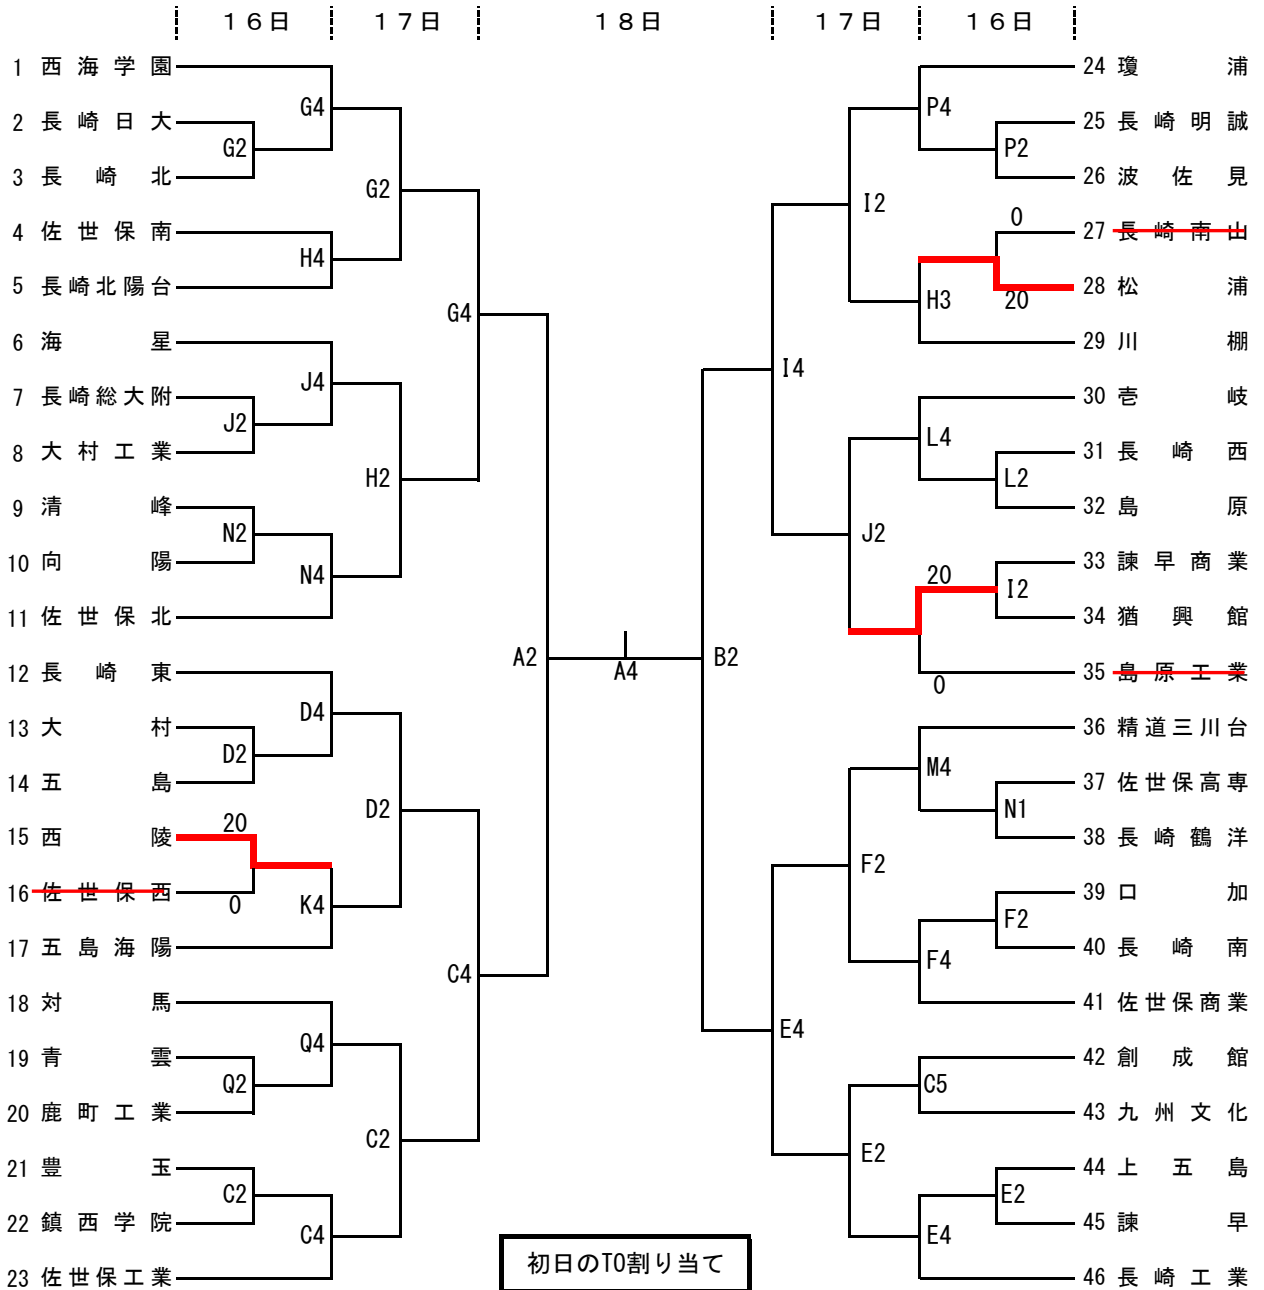 16日 17日 18日 17日 16日
1 西海学園
G4
2 長崎日大
G2
3 長崎北
G2
4 佐世保南
H4
5 長崎北陽台
G4
6 海星
J4
7 長崎総大附
J2
8 大村工業
H2
9 清峰
N2
10 向陽
N4
11 佐世保北
A2
12 長崎東
D4
13 大村
D2
14 五島
D2
15 西陵
20
16 佐世保西
0
K4
17 五島海陽
C4
18 対馬
Q4
19 青雲
Q2
20 鹿町工業
C2
21 豊玉
C2
22 鎮西学院
C4
23 佐世保工業
A4
B2
24 瓊浦
P4
25 長崎明誠
P2
26 波佐見
I2
0
27 長崎南山
28 松浦
20
H3
29 川棚
I4
30 壱岐
L4
31 長崎西
L2
32 島原
J2
33 諫早商業
20
I2
34 猶興館
35 島原工業
0
36 精道三川台
M4
37 佐世保高専
N1
38 長崎鶴洋
F2
39 口加
F2
40 長崎南
F4
41 佐世保商業
E4
42 創成館
C5
43 九州文化
E2
44 上五島
E2
45 諫早
E4
46 長崎工業
初日のTO割り当て